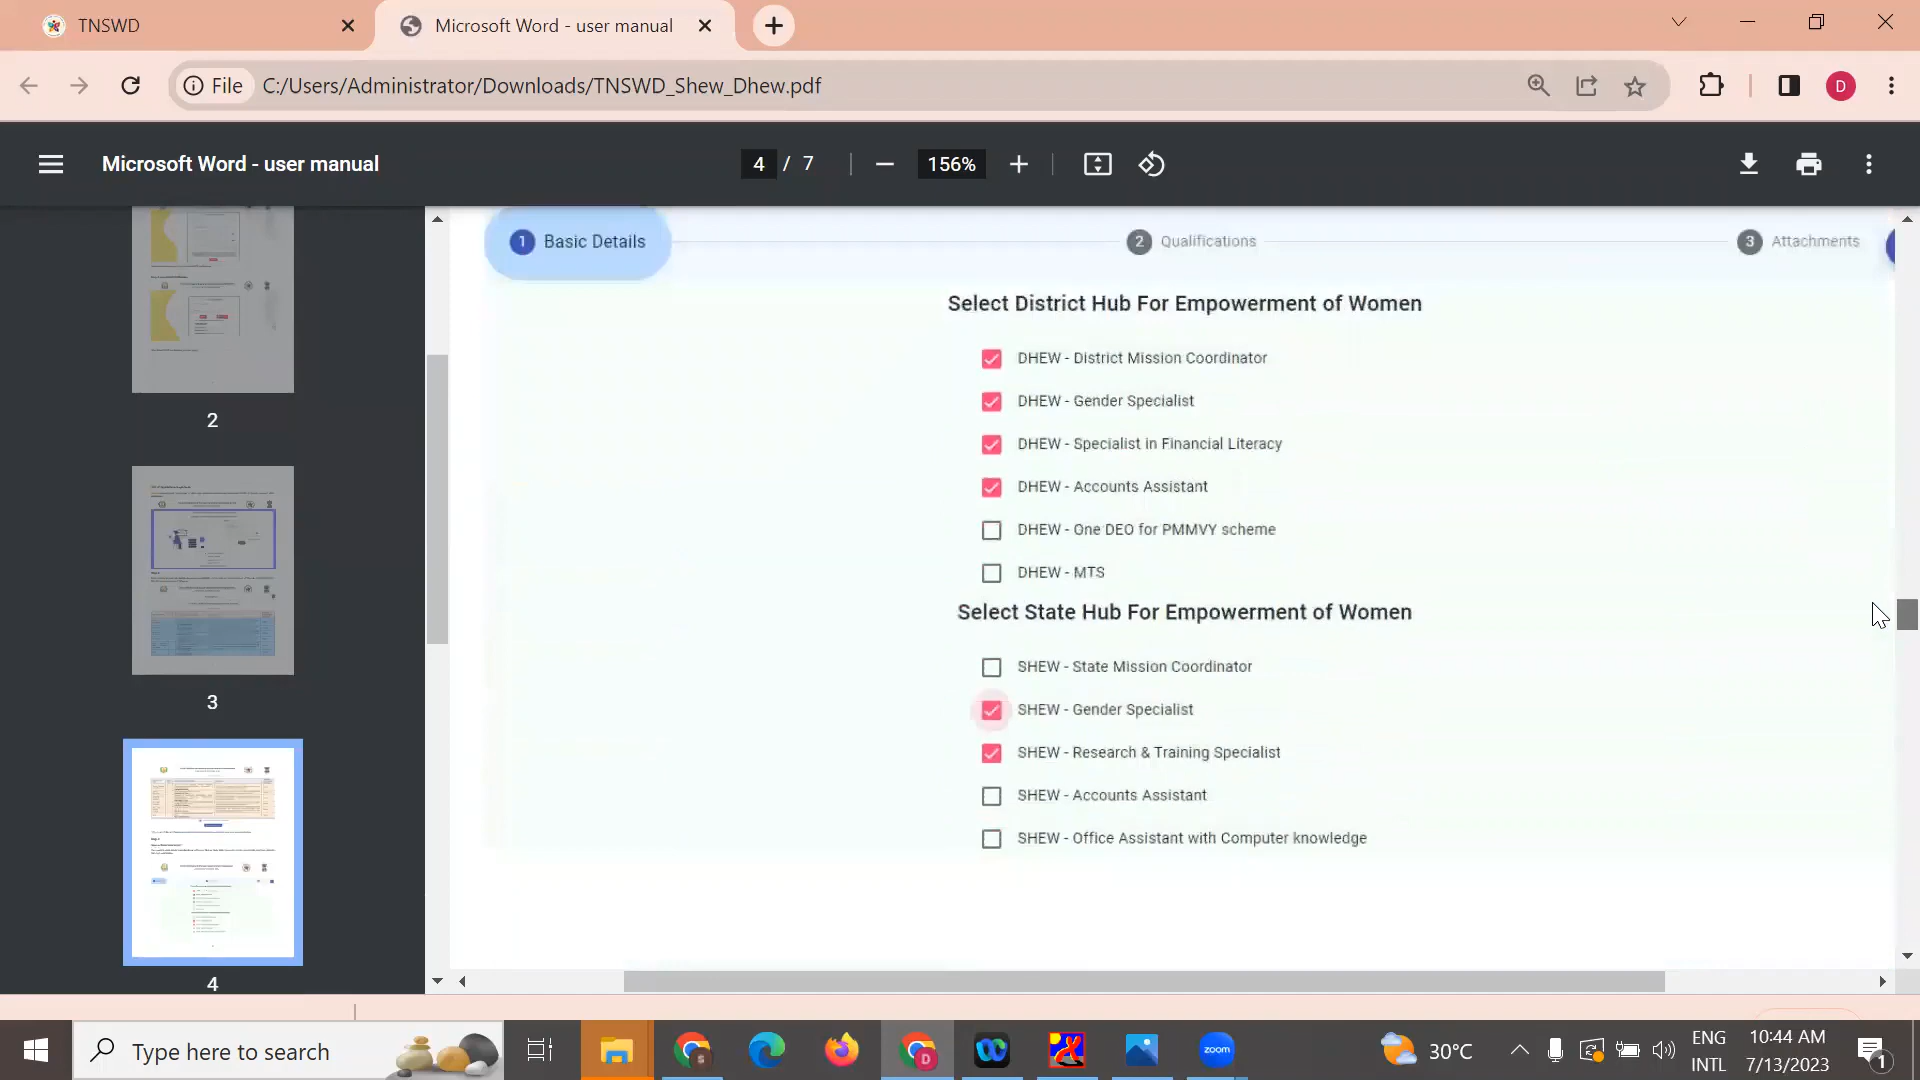 TNSWD
Microsoft Word - user manual
File
C:/Users/Administrator/Downloads/TNSWD_Shew_Dhew.pdf
D
Microsoft Word - user manual
4 / 7
156%
2
3
4
1 Basic Details
2 Qualifications
3 Attachments
Select District Hub For Empowerment of Women
DHEW - District Mission Coordinator
DHEW - Gender Specialist
DHEW - Specialist in Financial Literacy
DHEW - Accounts Assistant
DHEW - One DEO for PMMVY scheme
DHEW - MTS
Select State Hub For Empowerment of Women
SHEW - State Mission Coordinator
SHEW - Gender Specialist
SHEW - Research & Training Specialist
SHEW - Accounts Assistant
SHEW - Office Assistant with Computer knowledge
Type here to search
zoom
30°C
ENG
INTL
10:44 AM
7/13/2023
1